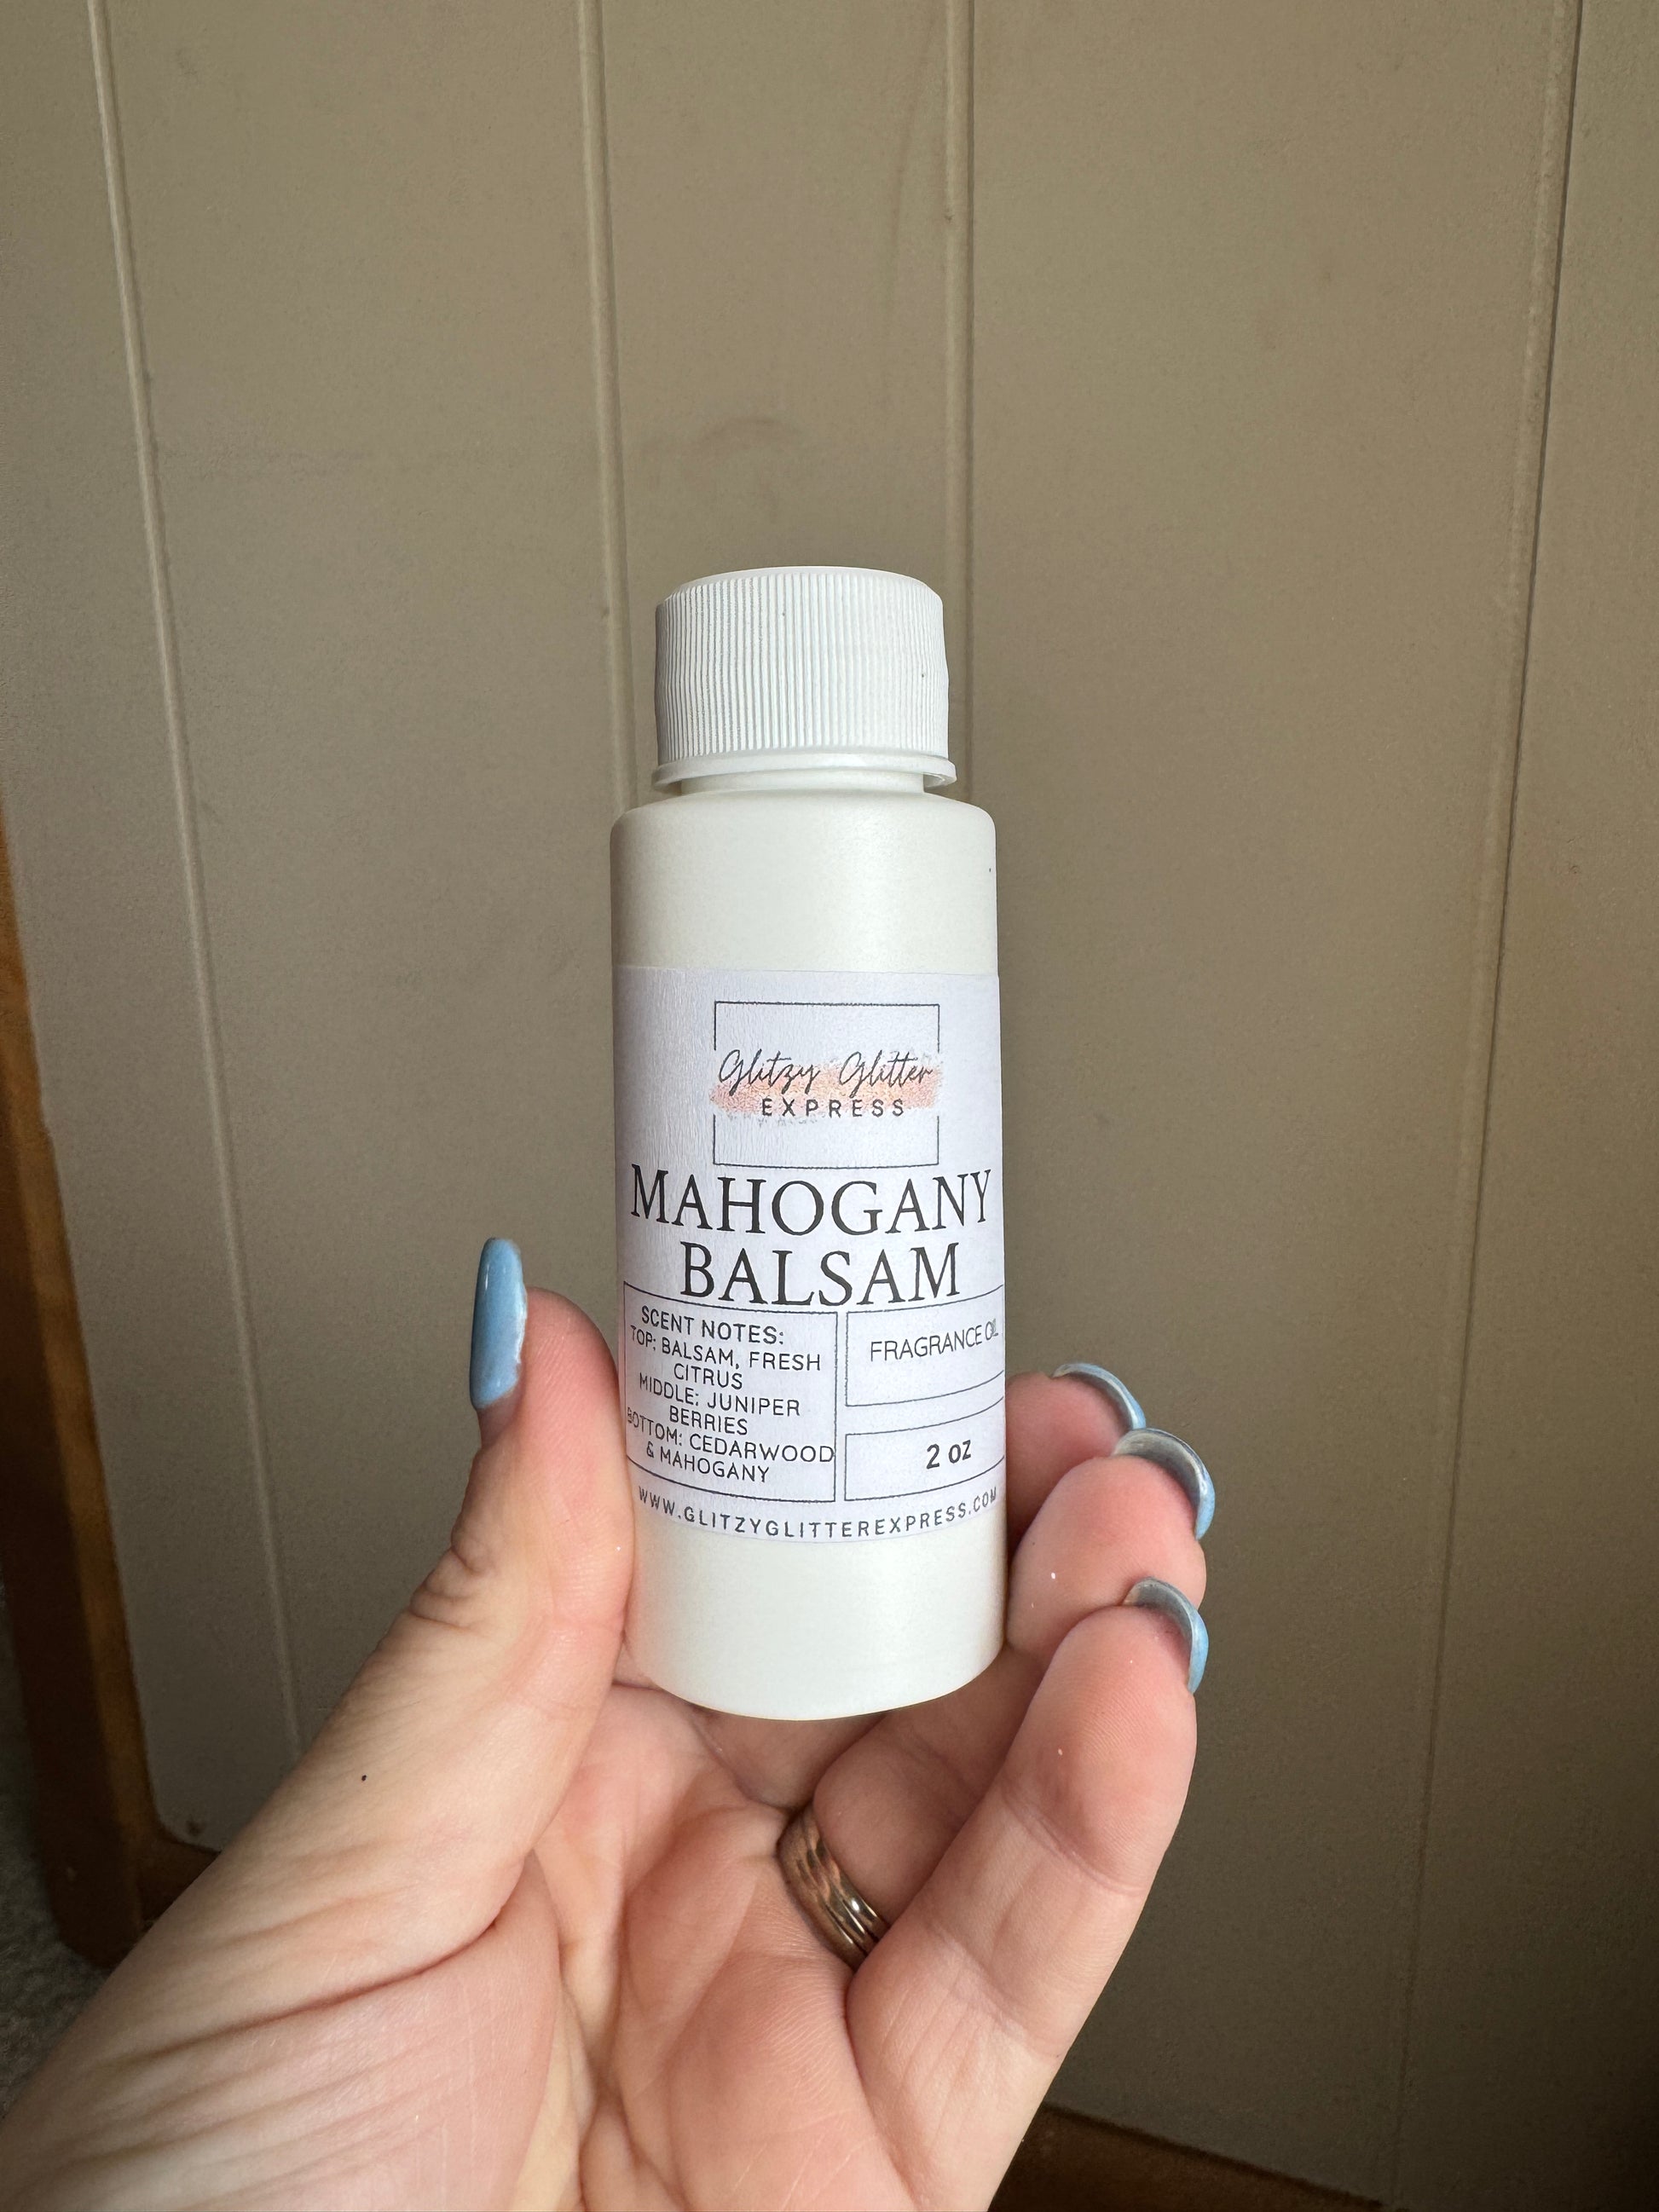 Glitzy Glitter
EXPRESS
MAHOGANY
BALSAM
SCENT NOTES:
TOP: BALSAM, FRESH
CITRUS
MIDDLE: JUNIPER
BERRIES
BOTTOM: CEDARWOOD
& MAHOGANY
FRAGRANCE OIL
2 oz
WWW.GLITZYGLITTEREXPRESS.COM